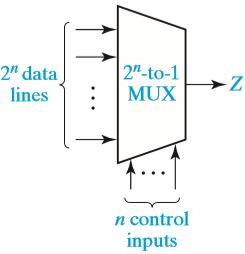 2ⁿ data
lines
2ⁿ-to-1
MUX
Z
n control
inputs